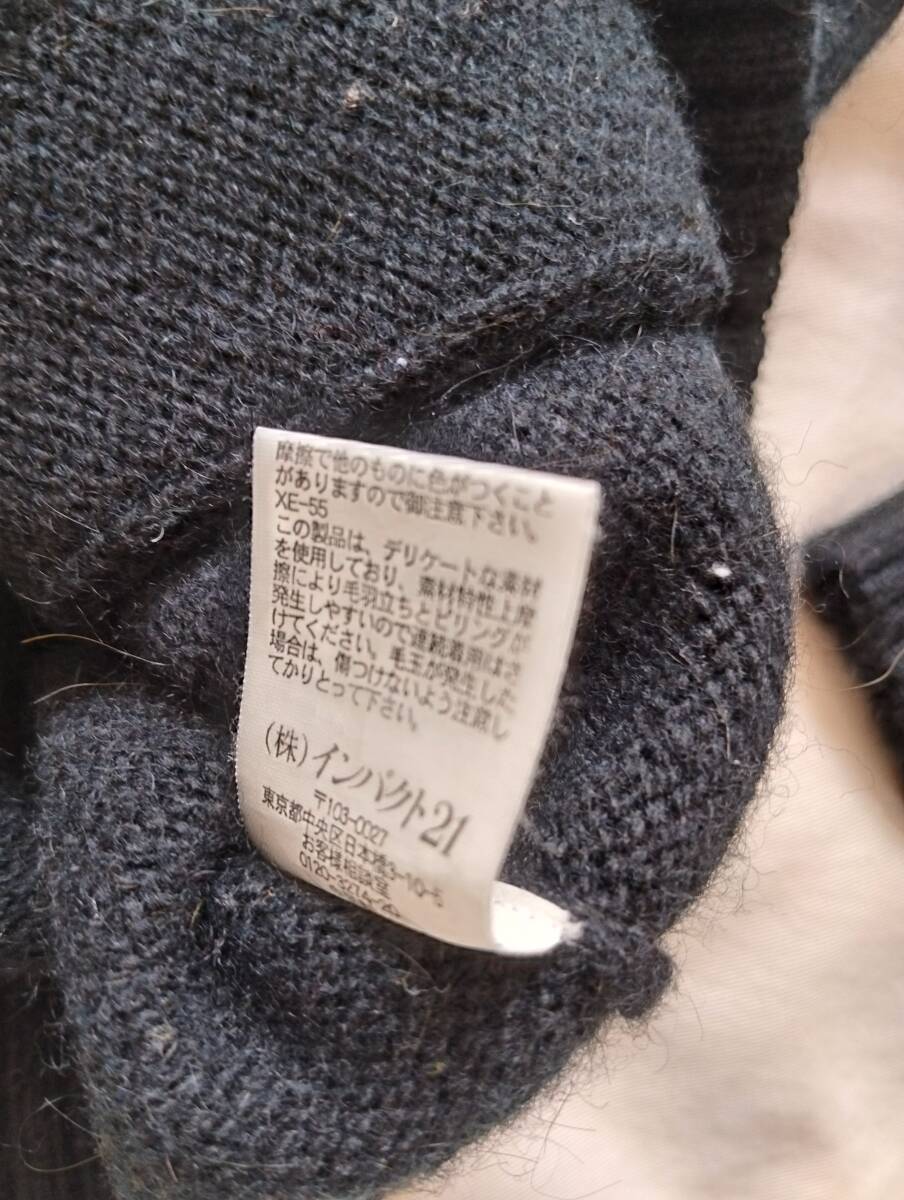 摩擦で他のものに色がつくこと
がありますので御注意下さい。
XE-55
この製品は、デリケートな素材
を使用しており、素材特性上摩
擦により毛羽立ちとピリングが
発生しやすいので連続着用はさ
けてください。毛玉が発生した
場合は、傷つけないよう注意し
てかりとって下さい。
(株)インパクト21
〒103-0027
東京都中央区日本橋3-10-5
お客様相談室
0120-3274-